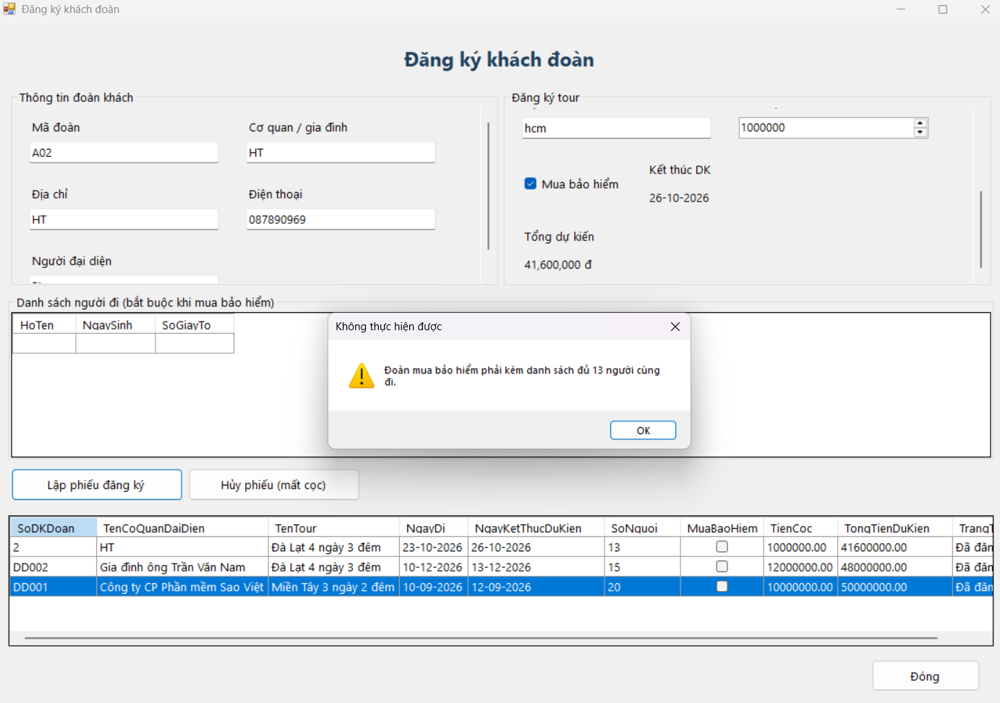 Đăng ký khách đoàn
Đăng ký khách đoàn
Thông tin đoàn khách
Mã đoàn
Cơ quan / gia đình
A02
HT
Địa chỉ
Điện thoại
HT
087890969
Người đại diện
Đăng ký tour
hcm
1000000
Mua bảo hiểm
Kết thúc DK
26-10-2026
Tổng dự kiến
41,600,000 đ
Danh sách người đi (bắt buộc khi mua bảo hiểm)
HoTen NgaySinh SoGiayTo
Không thực hiện được
Đoàn mua bảo hiểm phải kèm danh sách đủ 13 người cùng
đi.
OK
Lập phiếu đăng ký
Hủy phiếu (mất cọc)
SoDKDoan TenCoQuanDaiDien TenTour NgayDi NgayKetThucDuKien SoNguoi MuaBaoHiem TienCoc TongTienDuKien
2 HT Đà Lạt 4 ngày 3 đêm 23-10-2026 26-10-2026 13 1000000.00 41600000.00 Đã
DD002 Gia đình ông Trần Văn Nam Đà Lạt 4 ngày 3 đêm 10-12-2026 13-12-2026 15 12000000.00 48000000.00 Đã
DD001 Công ty CP Phần mềm Sao Việt Miền Tây 3 ngày 2 đêm 10-09-2026 12-09-2026 20 10000000.00 50000000.00 Đã
Đóng